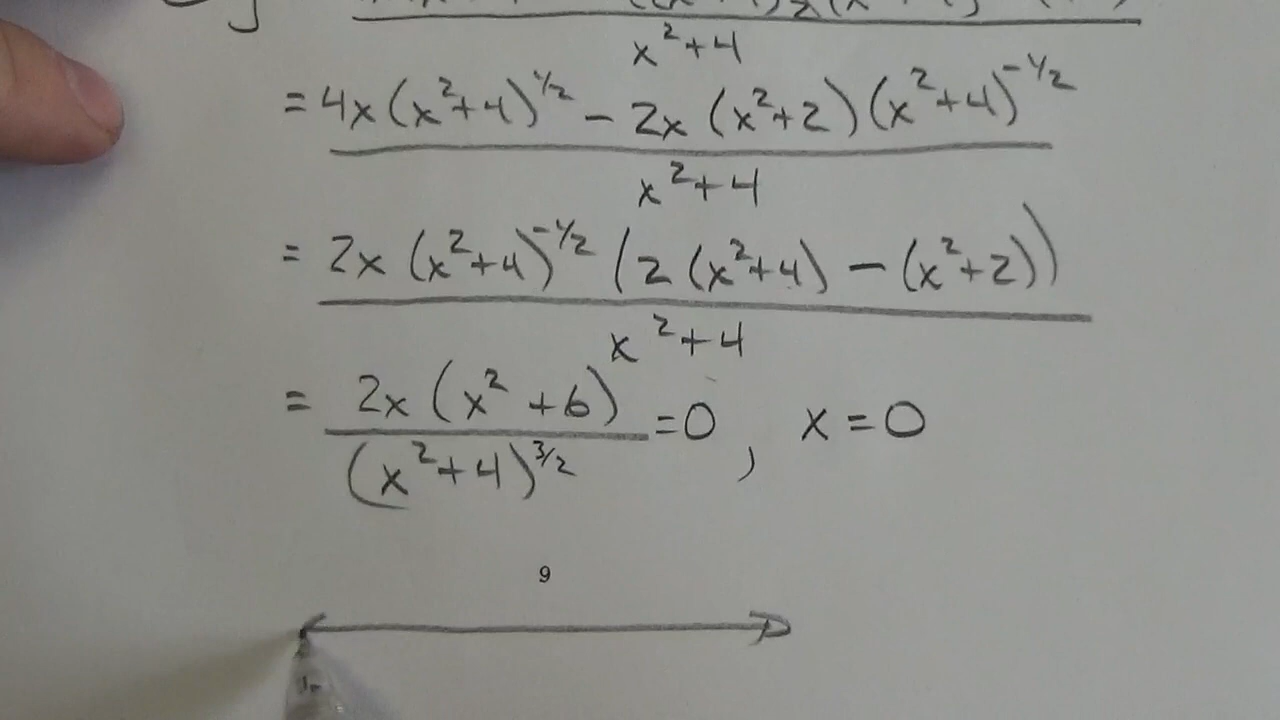 x²+4
= 4x(x²+4)^½ - 2x (x²+2)(x²+4)^-½
x²+4
= 2x (x²+4)^-½ (2 (x²+4) - (x²+2))
x²+4
= 2x (x² +6) =0, x=0
(x²+4)^3/2
9